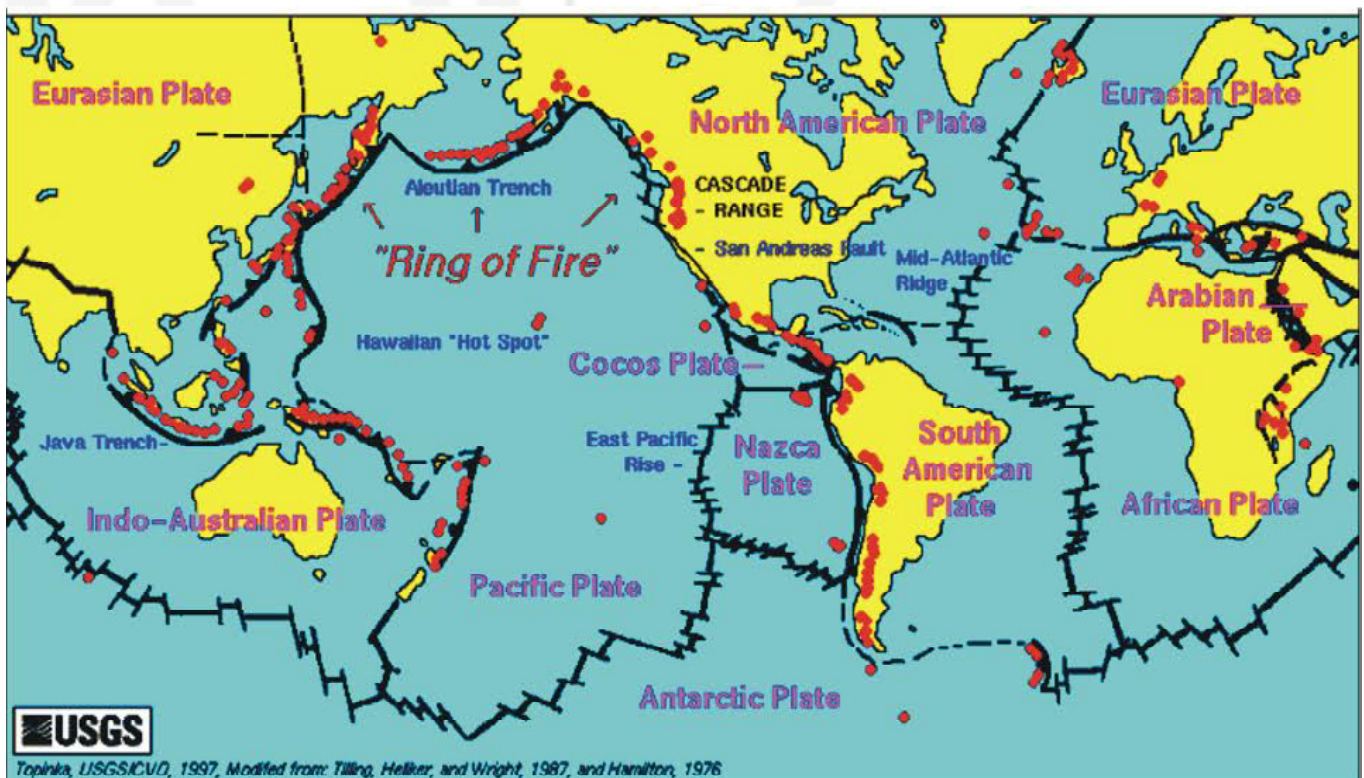 Eurasian Plate
Eurasian Plate
North American Plate
Aleutian Trench
CASCADE
- RANGE
"Ring of Fire"
- San Andreas Fault
Mid-Atlantic
Ridge
Arabian
Plate
Hawaiian "Hot Spot"
Cocos Plate
Java Trench-
East Pacific
Rise -
Nazca
Plate
South
American
Plate
Indo-Australian Plate
African Plate
Pacific Plate
Antarctic Plate
USGS
Topinka, USGS/CVO, 1997, Modified from: Tilling, Heliker, and Wright, 1987, and Hamilton, 1976